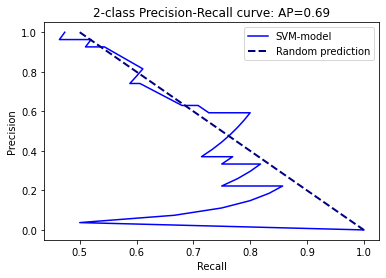 2-class Precision-Recall curve: AP=0.69
SVM-model
Random prediction
Precision
1.0
0.8
0.6
0.4
0.2
0.0
0.5 0.6 0.7 0.8 0.9 1.0
Recall